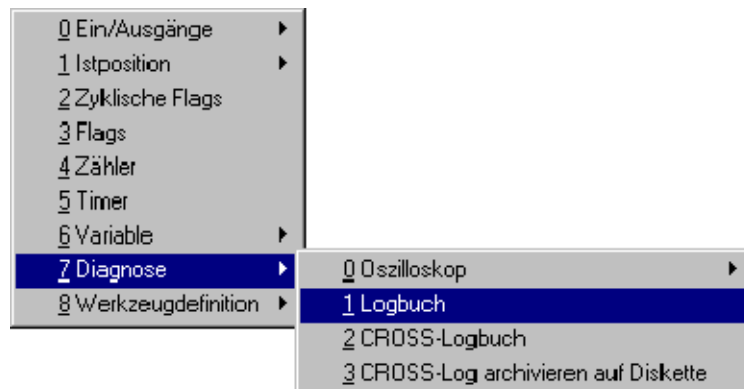 0 Ein/Ausgänge
1 Istposition
2 Zyklische Flags
3 Flags
4 Zähler
5 Timer
6 Variable
7 Diagnose
8 Werkzeugdefinition
0 Oszilloskop
1 Logbuch
2 CROSS-Logbuch
3 CROSS-Log archivieren auf Diskette